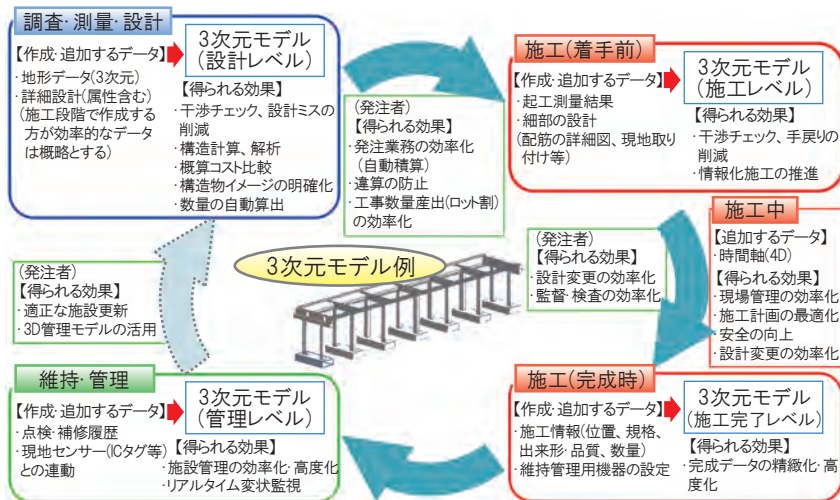 調査･測量･設計
【作成･追加するデータ】
･地形データ(3次元)
･詳細設計(属性含む)
(施工段階で作成する
方が効率的なデータ
は概略とする)
3次元モデル
(設計レベル)
【得られる効果】
･干渉チェック、設計ミスの
削減
･構造計算、解析
･概算コスト比較
･構造物イメージの明確化
･数量の自動算出
(発注者)
【得られる効果】
･発注業務の効率化
(自動積算)
･違算の防止
･工事数量産出(ロット割)
の効率化
施工(着手前)
【作成･追加するデータ】
･起工測量結果
･細部の設計
(配筋の詳細図、現地取り
付け等)
3次元モデル
(施工レベル)
【得られる効果】
･干渉チェック、手戻りの
削減
･情報化施工の推進
施工中
【追加するデータ】
･時間軸(4D)
【得られる効果】
･現場管理の効率化
･施工計画の最適化
･安全の向上
･設計変更の効率化
(発注者)
【得られる効果】
･設計変更の効率化
･監督･検査の効率化
3次元モデル例
(発注者)
【得られる効果】
･適正な施設更新
･3D管理モデルの活用
施工(完成時)
【作成･追加するデータ】
･施工情報(位置、規格、
出来形･品質、数量)
･維持管理用機器の設定
3次元モデル
(施工完了レベル)
【得られる効果】
･完成データの精緻化･高
度化
維持･管理
【作成･追加するデータ】
･点検･補修履歴
･現地センサー(ICタグ等)
との連動
3次元モデル
(管理レベル)
【得られる効果】
･施設管理の効率化･高度化
･リアルタイム変状監視